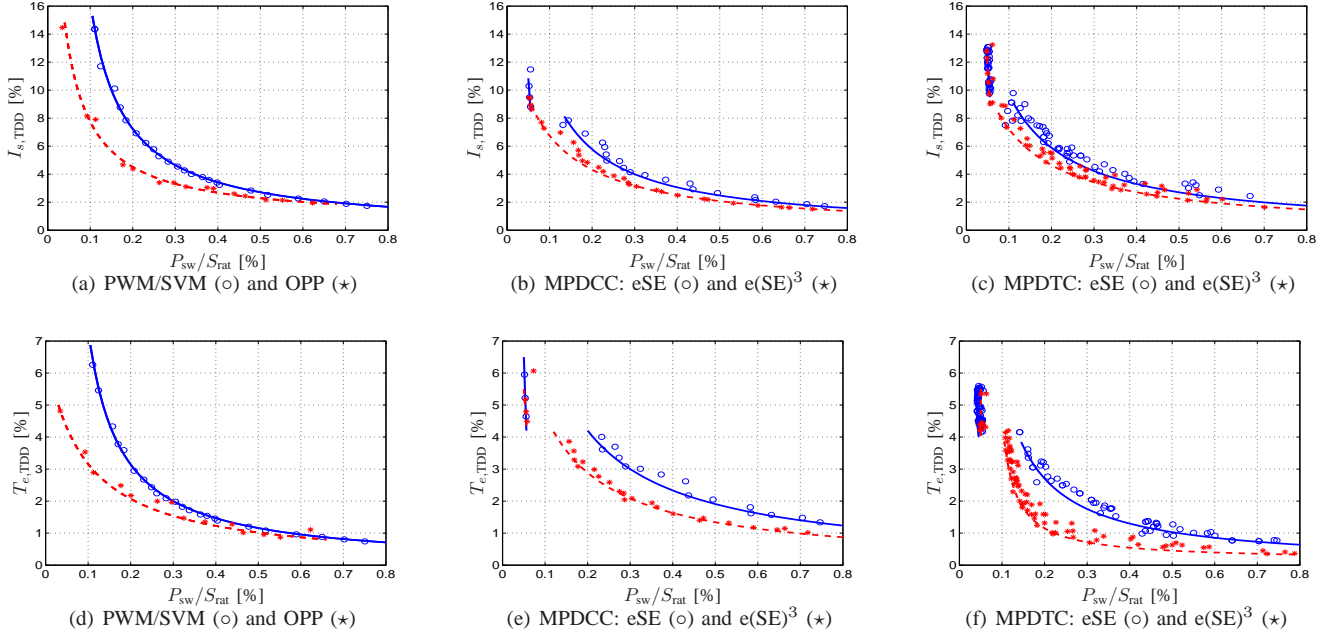 16
14
12
10
8
6
4
2
0
0 0.1 0.2 0.3 0.4 0.5 0.6 0.7 0.8
I_{s,TDD} [%]
P_{sw}/S_{rat} [%]
(a) PWM/SVM (○) and OPP (⋆)
16
14
12
10
8
6
4
2
0
0 0.1 0.2 0.3 0.4 0.5 0.6 0.7 0.8
I_{s,TDD} [%]
P_{sw}/S_{rat} [%]
(b) MPDCC: eSE (○) and e(SE)³ (⋆)
16
14
12
10
8
6
4
2
0
0 0.1 0.2 0.3 0.4 0.5 0.6 0.7 0.8
I_{s,TDD} [%]
P_{sw}/S_{rat} [%]
(c) MPDTC: eSE (○) and e(SE)³ (⋆)
7
6
5
4
3
2
1
0
0 0.1 0.2 0.3 0.4 0.5 0.6 0.7 0.8
T_{e,TDD} [%]
P_{sw}/S_{rat} [%]
(d) PWM/SVM (○) and OPP (⋆)
7
6
5
4
3
2
1
0
0 0.1 0.2 0.3 0.4 0.5 0.6 0.7 0.8
T_{e,TDD} [%]
P_{sw}/S_{rat} [%]
(e) MPDCC: eSE (○) and e(SE)³ (⋆)
7
6
5
4
3
2
1
0
0 0.1 0.2 0.3 0.4 0.5 0.6 0.7 0.8
T_{e,TDD} [%]
P_{sw}/S_{rat} [%]
(f) MPDTC: eSE (○) and e(SE)³ (⋆)